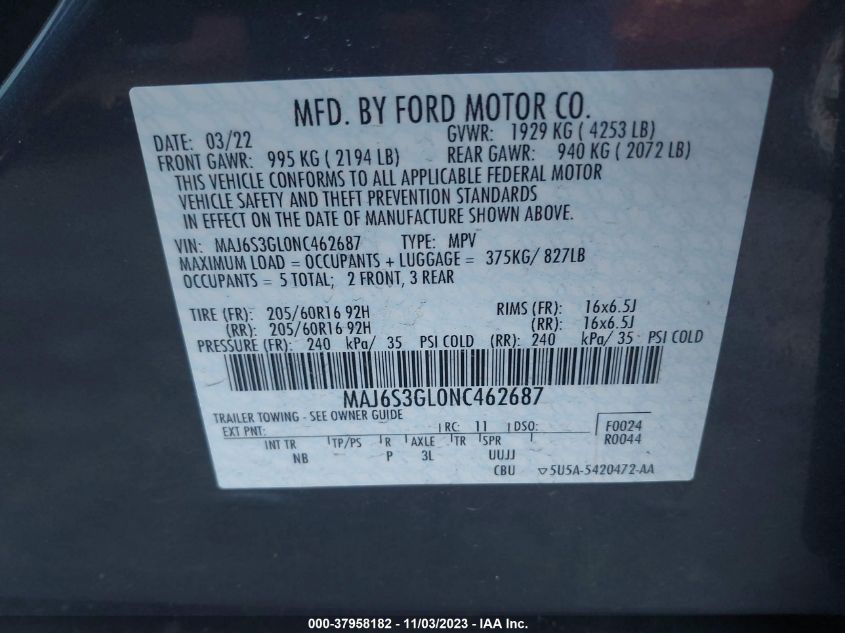 MFD. BY FORD MOTOR CO.
DATE: 03/22 GVWR: 1929 KG ( 4253 LB)
FRONT GAWR: 995 KG ( 2194 LB) REAR GAWR: 940 KG ( 2072 LB)
THIS VEHICLE CONFORMS TO ALL APPLICABLE FEDERAL MOTOR
VEHICLE SAFETY AND THEFT PREVENTION STANDARDS
IN EFFECT ON THE DATE OF MANUFACTURE SHOWN ABOVE.
VIN: MAJ6S3GL0NC462687 TYPE: MPV
MAXIMUM LOAD = OCCUPANTS + LUGGAGE = 375KG/ 827LB
OCCUPANTS = 5 TOTAL; 2 FRONT, 3 REAR
TIRE (FR): 205/60R16 92H RIMS (FR): 16x6.5J
(RR): 205/60R16 92H (RR): 16x6.5J
PRESSURE (FR): 240 kPa/ 35 PSI COLD (RR): 240 kPa/ 35 PSI COLD
MAJ6S3GL0NC462687
TRAILER TOWING - SEE OWNER GUIDE
EXT PNT: RC: 11 DSO: F0024
R0044
INT TR TP/PS R AXLE TR SPR
NB P 3L UUJJ
CBU ▽5U5A-5420472-AA
000-37958182 - 11/03/2023 - IAA Inc.